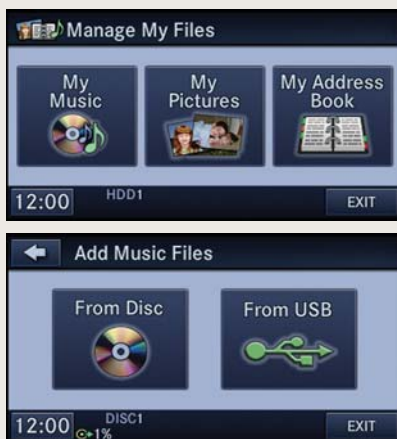 Manage My Files
My Music
My Pictures
My Address Book
12:00
HDD1
EXIT
Add Music Files
From Disc
From USB
12:00
DISC1
1%
EXIT